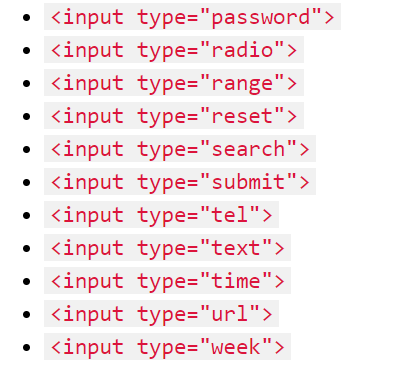 <input type="password">
<input type="radio">
<input type="range">
<input type="reset">
<input type="search">
<input type="submit">
<input type="tel">
<input type="text">
<input type="time">
<input type="url">
<input type="week">